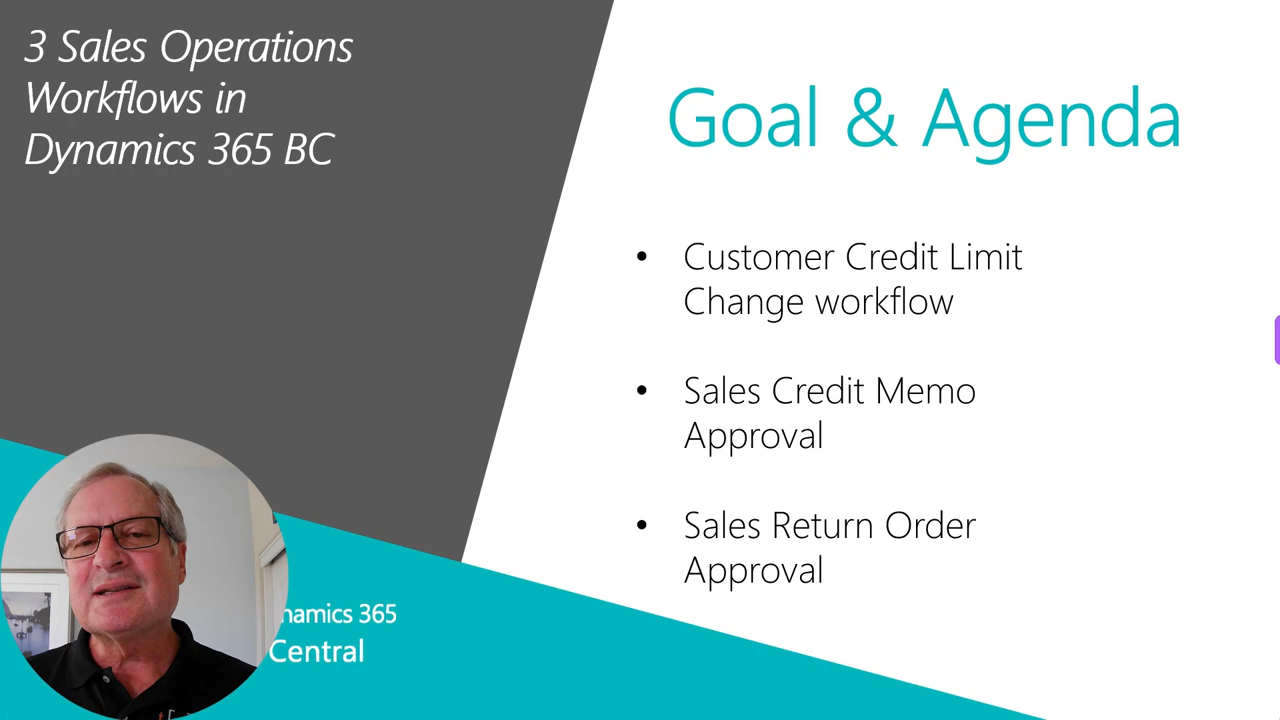 3 Sales Operations
Workflows in
Dynamics 365 BC
Goal & Agenda
• Customer Credit Limit
Change workflow
• Sales Credit Memo
Approval
• Sales Return Order
Approval
namics 365
Central